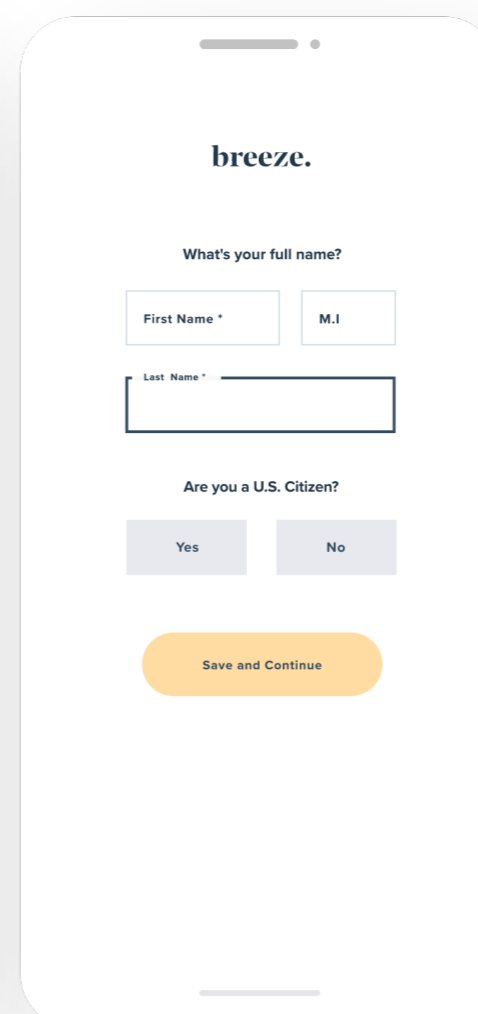 breeze.
What's your full name?
First Name *
M.I
Last Name *
Are you a U.S. Citizen?
Yes
No
Save and Continue